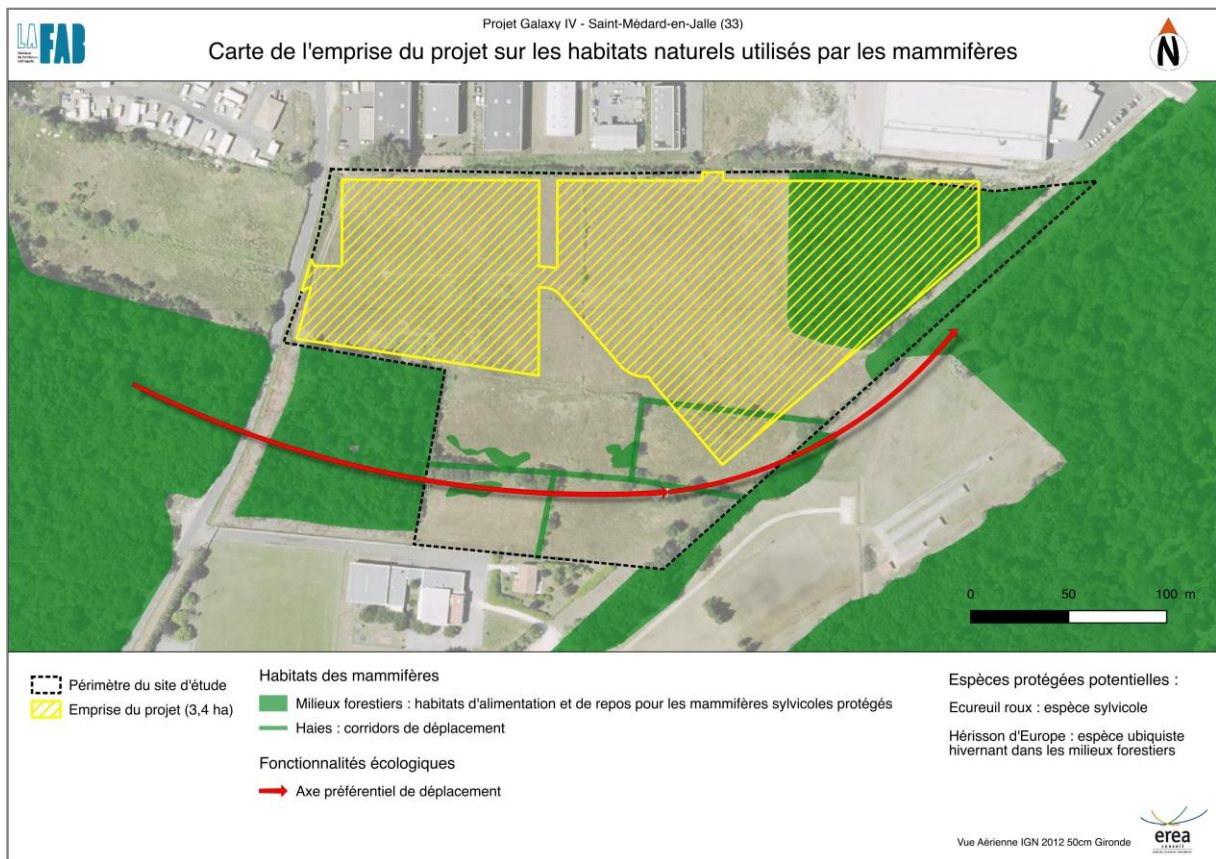 LA FAB
Projet Galaxy IV - Saint-Médard-en-Jalle (33)
Carte de l'emprise du projet sur les habitats naturels utilisés par les mammifères
N
0 50 100 m
Périmètre du site d'étude
Emprise du projet (3,4 ha)
Habitats des mammifères
Milieux forestiers : habitats d'alimentation et de repos pour les mammifères sylvicoles protégés
Haies : corridors de déplacement
Fonctionnalités écologiques
Axe préférentiel de déplacement
Espèces protégées potentielles :
Ecureuil roux : espèce sylvicole
Hérisson d'Europe : espèce ubiquiste
hivernant dans les milieux forestiers
Vue Aérienne IGN 2012 50cm Gironde
erea
conseil